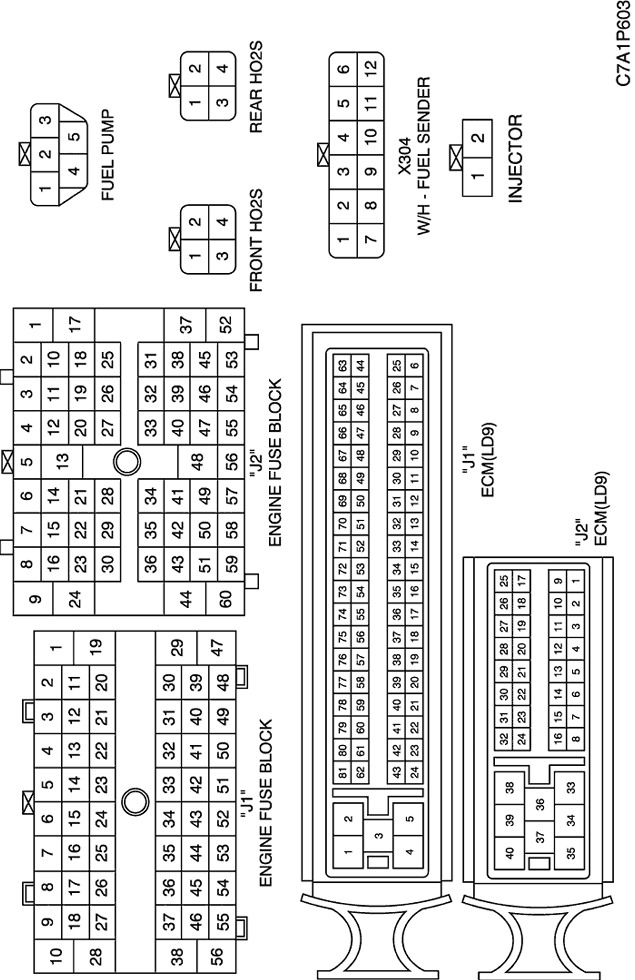 10 9 8 7 6 5 4 3 2 1
18 17 16 15 14 13 12 11
28 27 26 25 24 23 22 21 20 19
38 37 36 35 34 33 32 31 30 29
46 45 44 43 42 41 40 39
56 55 54 53 52 51 50 49 48 47
"J1"
ENGINE FUSE BLOCK
9 8 7 6 5 4 3 2 1
16 15 14 13 12 11 10
24 23 22 21 20 19 18 17
30 29 28 27 26 25
36 35 34 33 32 31
44 43 42 41 40 39 38 37
51 50 49 48 47 46 45
60 59 58 57 56 55 54 53 52
"J2"
ENGINE FUSE BLOCK
1 2 3
4 5
FUEL PUMP
1 2
3 4
FRONT HO2S
1 2
3 4
REAR HO2S
1 2
3
4 5
81 80 79 78 77 76 75 74 73 72 71 70 69 68 67 66 65 64 63
62 61 60 59 58 57 56 55 54 53 52 51 50 49 48 47 46 45 44
43 42 41 40 39 38 37 36 35 34 33 32 31 30 29 28 27 26 25
24 23 22 21 20 19 18 17 16 15 14 13 12 11 10 9 8 7 6
"J1"
ECM(LD9)
1 2 3 4 5 6
7 8 9 10 11 12
X304
W/H - FUEL SENDER
1 2
INJECTOR
40 39 38
37 36
35 34 33
32 31 30 29 28 27 26 25
24 23 22 21 20 19 18 17
16 15 14 13 12 11 10 9
8 7 6 5 4 3 2 1
"J2"
ECM(LD9)
C7A1P603